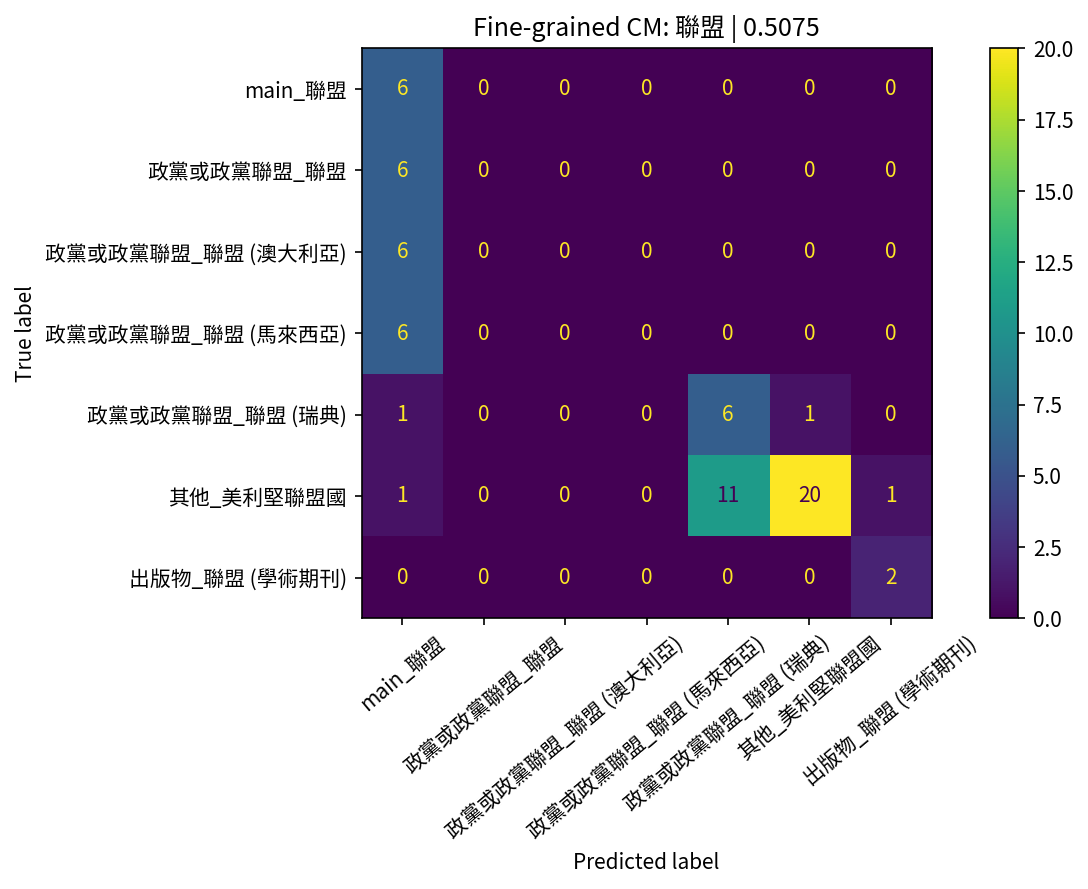 Fine-grained CM: 聯盟 | 0.5075
True label
main_聯盟 6 0 0 0 0 0 0
政黨或政黨聯盟_聯盟 6 0 0 0 0 0 0
政黨或政黨聯盟_聯盟 (澳大利亞) 6 0 0 0 0 0 0
政黨或政黨聯盟_聯盟 (馬來西亞) 6 0 0 0 0 0 0
政黨或政黨聯盟_聯盟 (瑞典) 1 0 0 0 6 1 0
其他_美利堅聯盟國 1 0 0 0 11 20 1
出版物_聯盟 (學術期刊) 0 0 0 0 0 0 2
main_聯盟
政黨或政黨聯盟_聯盟
政黨或政黨聯盟_聯盟 (澳大利亞)
政黨或政黨聯盟_聯盟 (馬來西亞)
政黨或政黨聯盟_聯盟 (瑞典)
其他_美利堅聯盟國
出版物_聯盟 (學術期刊)
Predicted label
20.0
17.5
15.0
12.5
10.0
7.5
5.0
2.5
0.0